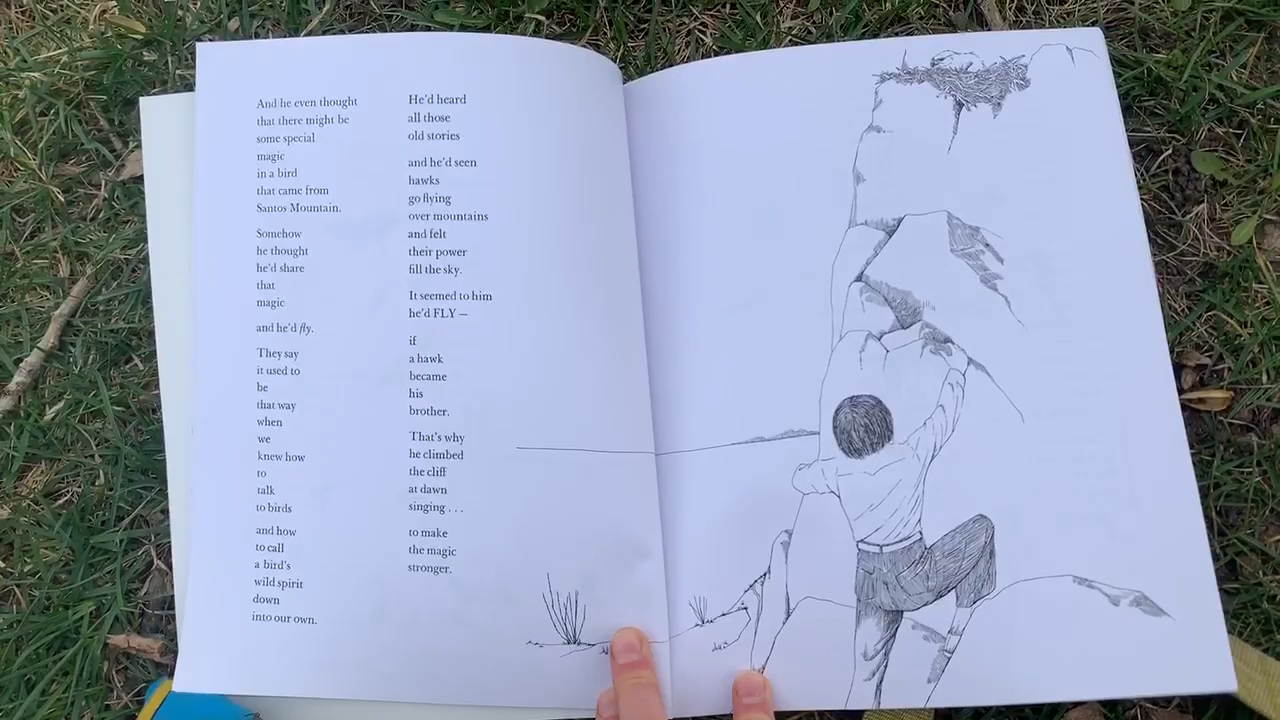 And he even thought
that there might be
some special
magic
in a bird
that came from
Santos Mountain.
Somehow
he thought
he'd share
that
magic
and he'd fly.
They say
it used to
be
that way
when
we
knew how
to
talk
to birds
and how
to call
a bird's
wild spirit
down
into our own.
He'd heard
all those
old stories
and he'd seen
hawks
go flying
over mountains
and felt
their power
fill the sky.
It seemed to him
he'd FLY —
if
a hawk
became
his
brother.
That's why
he climbed
the cliff
at dawn
singing . . .
to make
the magic
stronger.